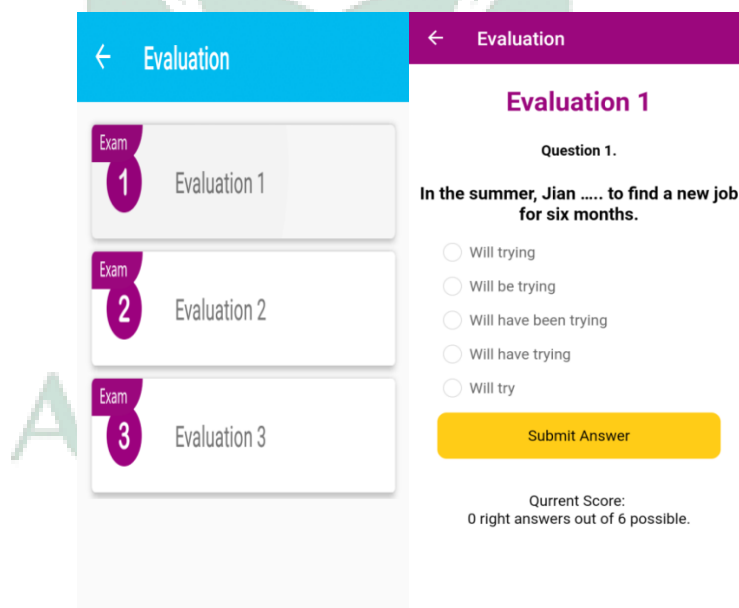 Evaluation
Exam
1
Evaluation 1
Exam
2
Evaluation 2
Exam
3
Evaluation 3
Evaluation
Evaluation 1
Question 1.
In the summer, Jian ..... to find a new job
for six months.
Will trying
Will be trying
Will have been trying
Will have trying
Will try
Submit Answer
Qurrent Score:
0 right answers out of 6 possible.